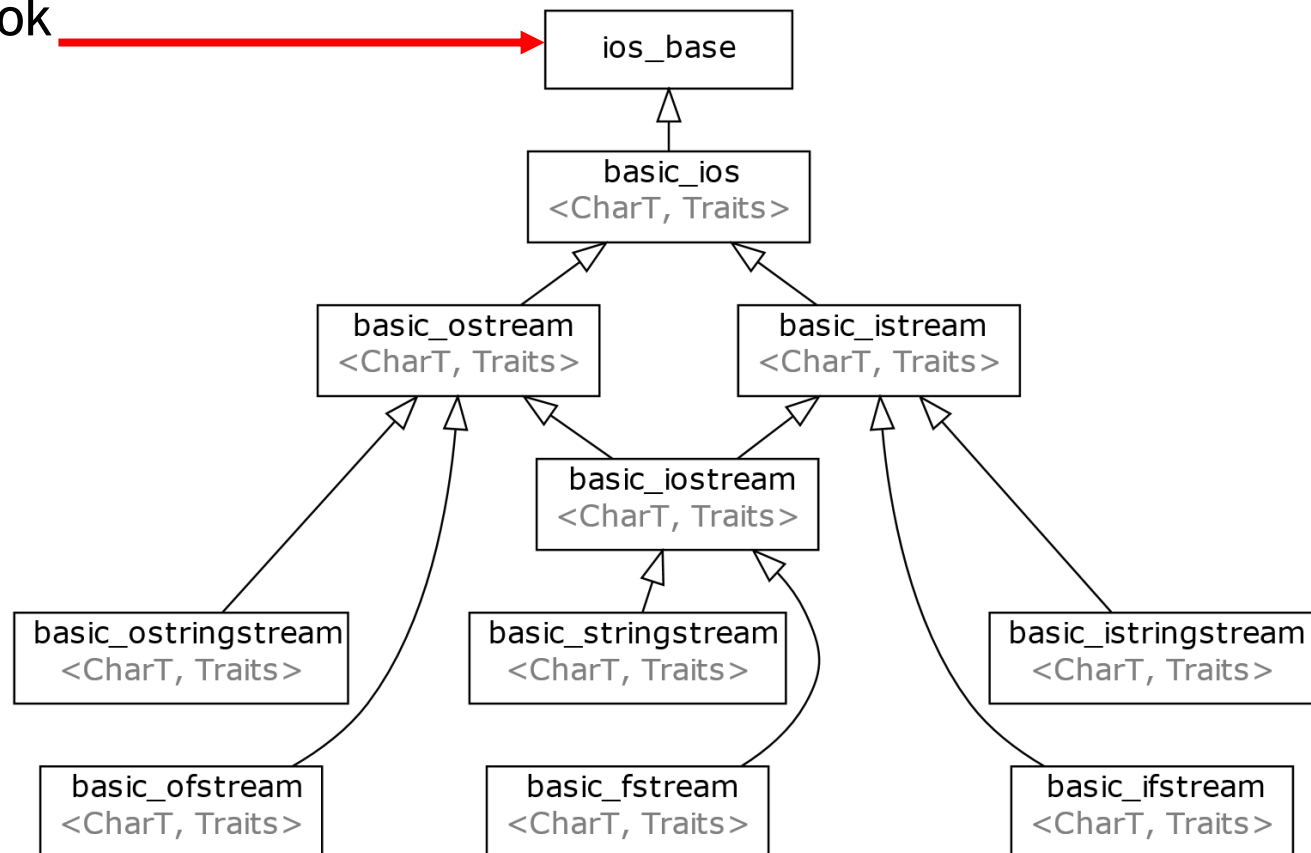 ok
ios_base
basic_ios
<CharT, Traits>
basic_ostream
<CharT, Traits>
basic_istream
<CharT, Traits>
basic_iostream
<CharT, Traits>
basic_ostringstream
<CharT, Traits>
basic_stringstream
<CharT, Traits>
basic_istringstream
<CharT, Traits>
basic_ofstream
<CharT, Traits>
basic_fstream
<CharT, Traits>
basic_ifstream
<CharT, Traits>